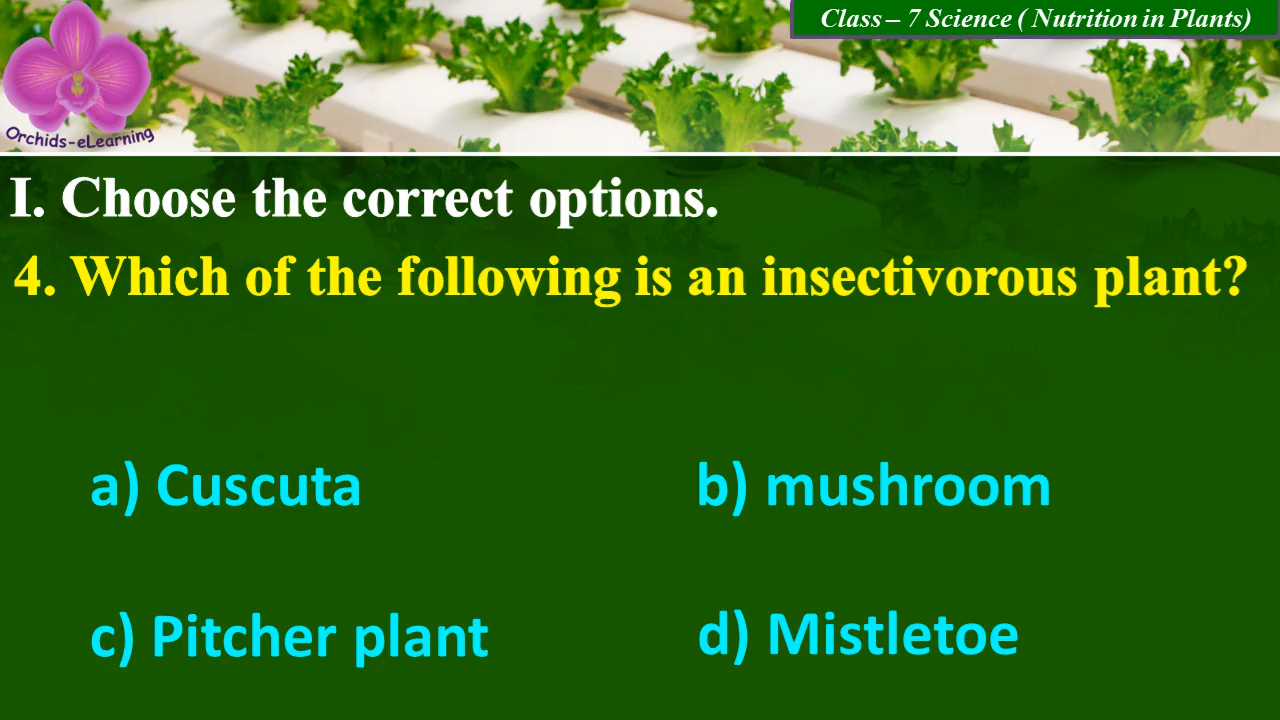 Class – 7 Science ( Nutrition in Plants)
Orchids-eLearning
I. Choose the correct options.
4. Which of the following is an insectivorous plant?
a) Cuscuta
b) mushroom
c) Pitcher plant
d) Mistletoe